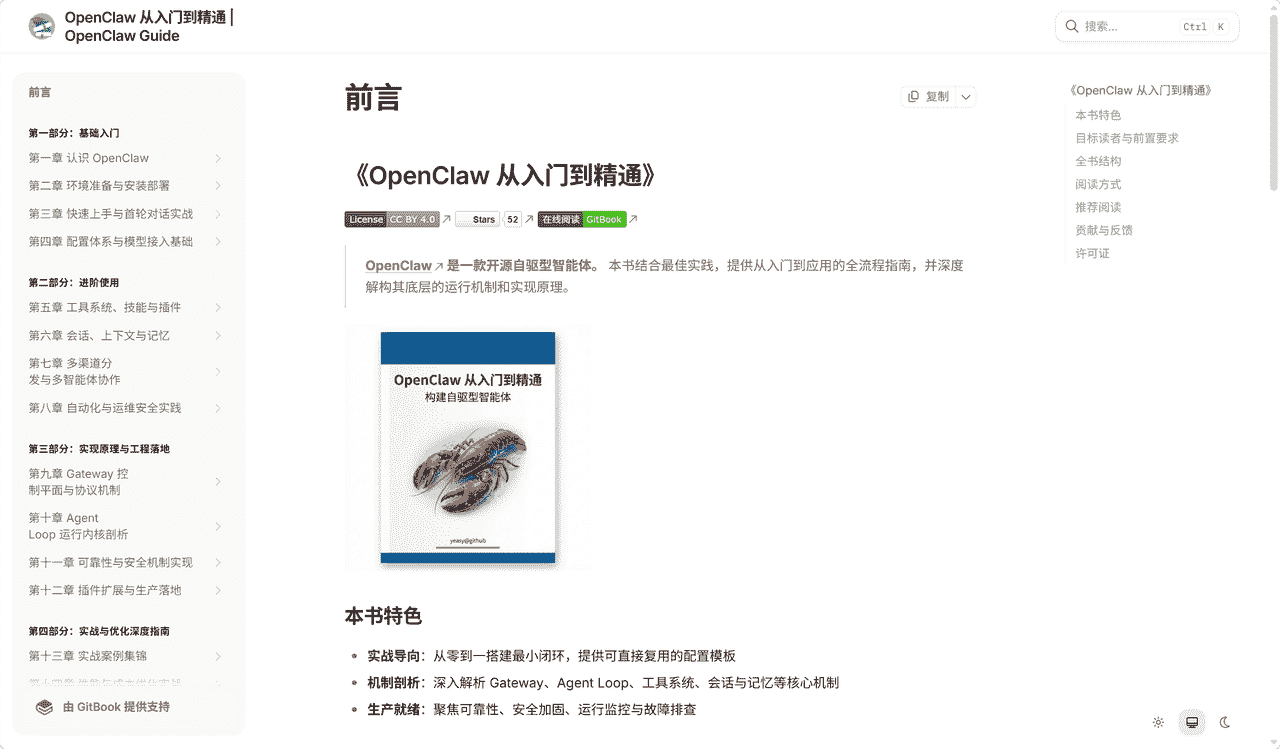 OpenClaw 从入门到精通 |
OpenClaw Guide
搜索...
Ctrl K
前言
第一部分：基础入门
第一章 认识 OpenClaw
第二章 环境准备与安装部署
第三章 快速上手与首轮对话实战
第四章 配置体系与模型接入基础
第二部分：进阶使用
第五章 工具系统、技能与插件
第六章 会话、上下文与记忆
第七章 多渠道分
发与多智能体协作
第八章 自动化与运维安全实践
第三部分：实现原理与工程落地
第九章 Gateway 控
制平面与协议机制
第十章 Agent
Loop 运行内核剖析
第十一章 可靠性与安全机制实现
第十二章 插件扩展与生产落地
第四部分：实战与优化深度指南
第十三章 实战案例集锦
由 GitBook 提供支持
前言
复制
《OpenClaw 从入门到精通》
License CC BY 4.0
Stars 52
在线阅读 GitBook
OpenClaw 是一款开源自驱型智能体。 本书结合最佳实践，提供从入门到应用的全流程指南，并深度
解构其底层的运行机制和实现原理。
OpenClaw 从入门到精通
构建自驱型智能体
yeasy@github
本书特色
实战导向：从零到一搭建最小闭环，提供可直接复用的配置模板
机制剖析：深入解析 Gateway、Agent Loop、工具系统、会话与记忆等核心机制
生产就绪：聚焦可靠性、安全加固、运行监控与故障排查
《OpenClaw 从入门到精通》
本书特色
目标读者与前置要求
全书结构
阅读方式
推荐阅读
贡献与反馈
许可证